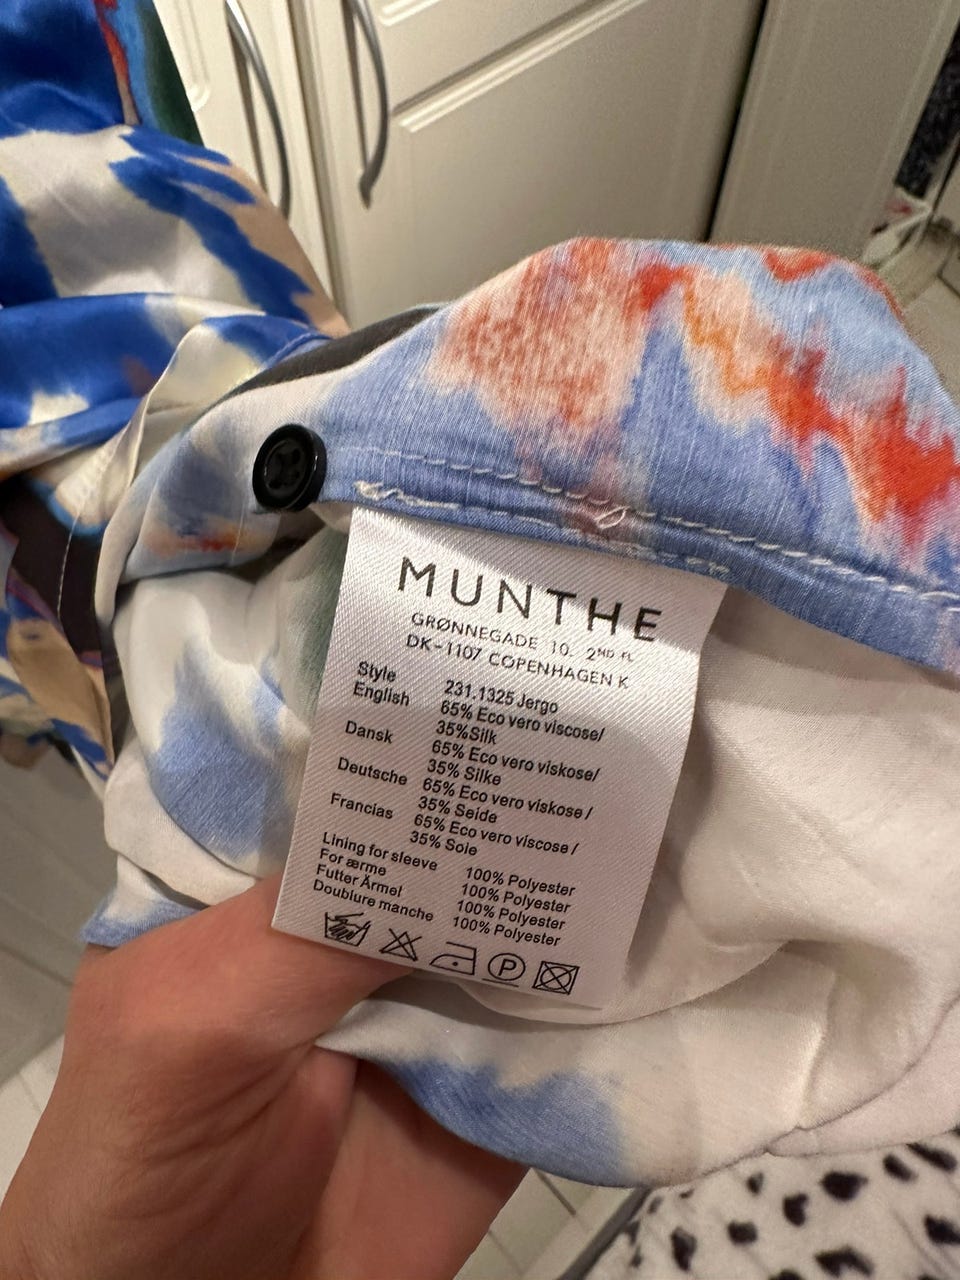 MUNTHE
GRØNNEGADE 10. 2ND FL
DK-1107 COPENHAGEN K
Style 231.1325 Jergo
English 65% Eco vero viscose/
35%Silk
Dansk 65% Eco vero viskose/
35% Silke
Deutsche 65% Eco vero viskose /
35% Seide
Francias 65% Eco vero viscose /
35% Soie
Lining for sleeve 100% Polyester
For ærme 100% Polyester
Futter Ärmel 100% Polyester
Doublure manche 100% Polyester
P